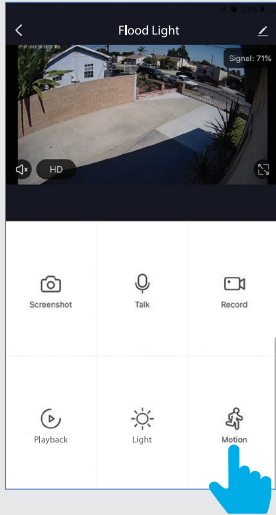 Flood Light
Signal: 71%
HD
Screenshot
Talk
Record
Playback
Light
Motion